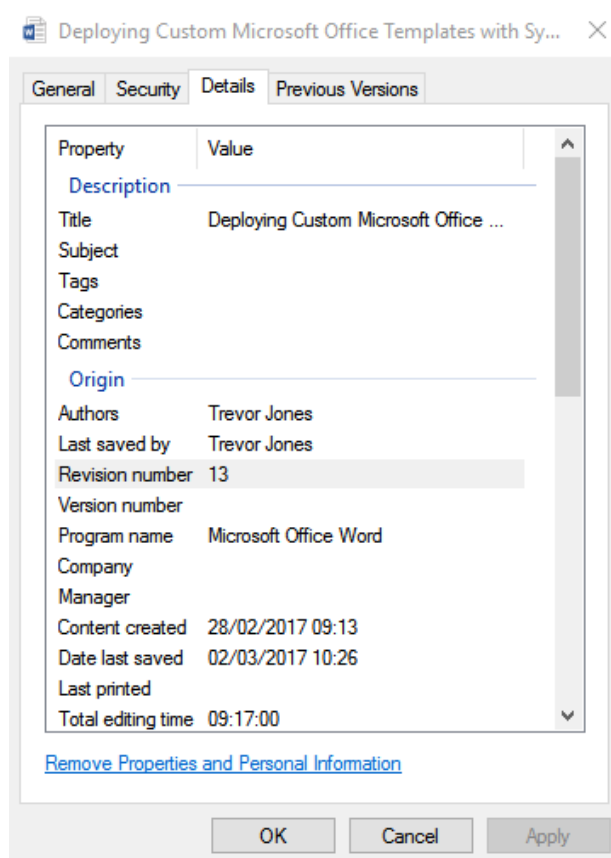 Deploying Custom Microsoft Office Templates with Sy...
General Security Details Previous Versions
Property Value
Description
Title Deploying Custom Microsoft Office ...
Subject
Tags
Categories
Comments
Origin
Authors Trevor Jones
Last saved by Trevor Jones
Revision number 13
Version number
Program name Microsoft Office Word
Company
Manager
Content created 28/02/2017 09:13
Date last saved 02/03/2017 10:26
Last printed
Total editing time 09:17:00
Remove Properties and Personal Information
OK Cancel Apply